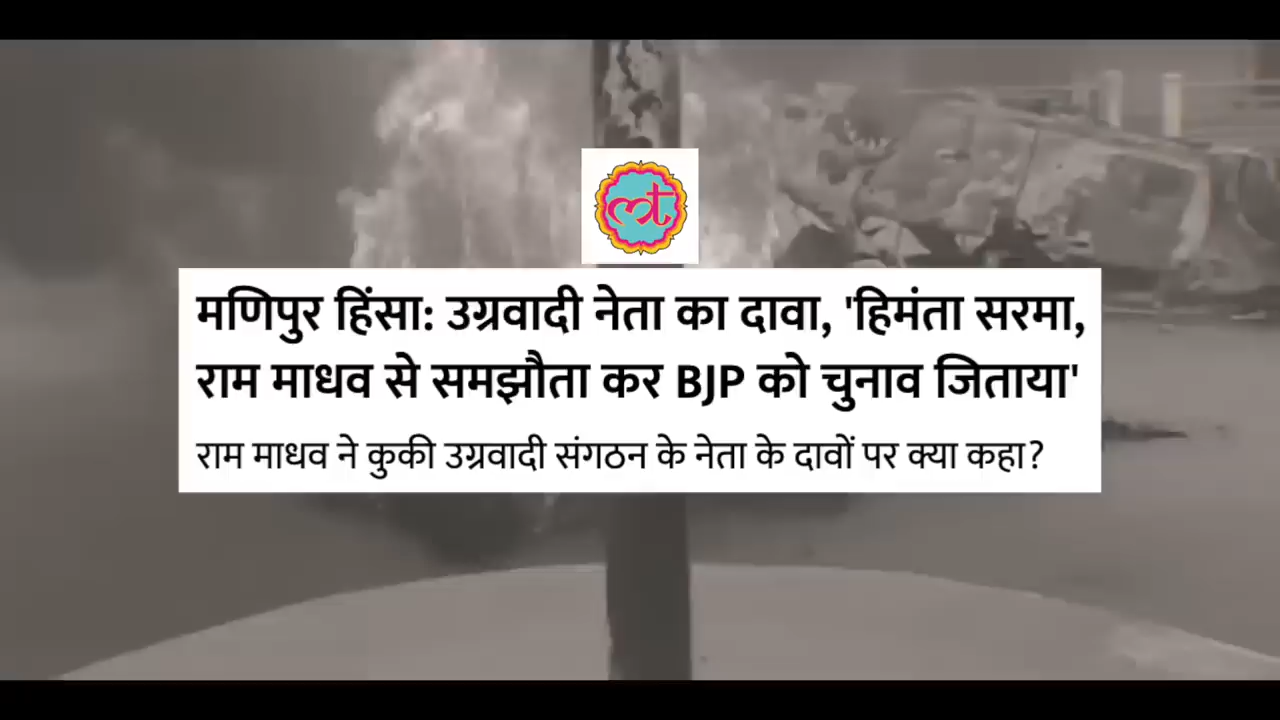 मणिपुर हिंसा: उग्रवादी नेता का दावा, 'हिमंता सरमा,
राम माधव से समझौता कर BJP को चुनाव जिताया'
राम माधव ने कुकी उग्रवादी संगठन के नेता के दावों पर क्या कहा?